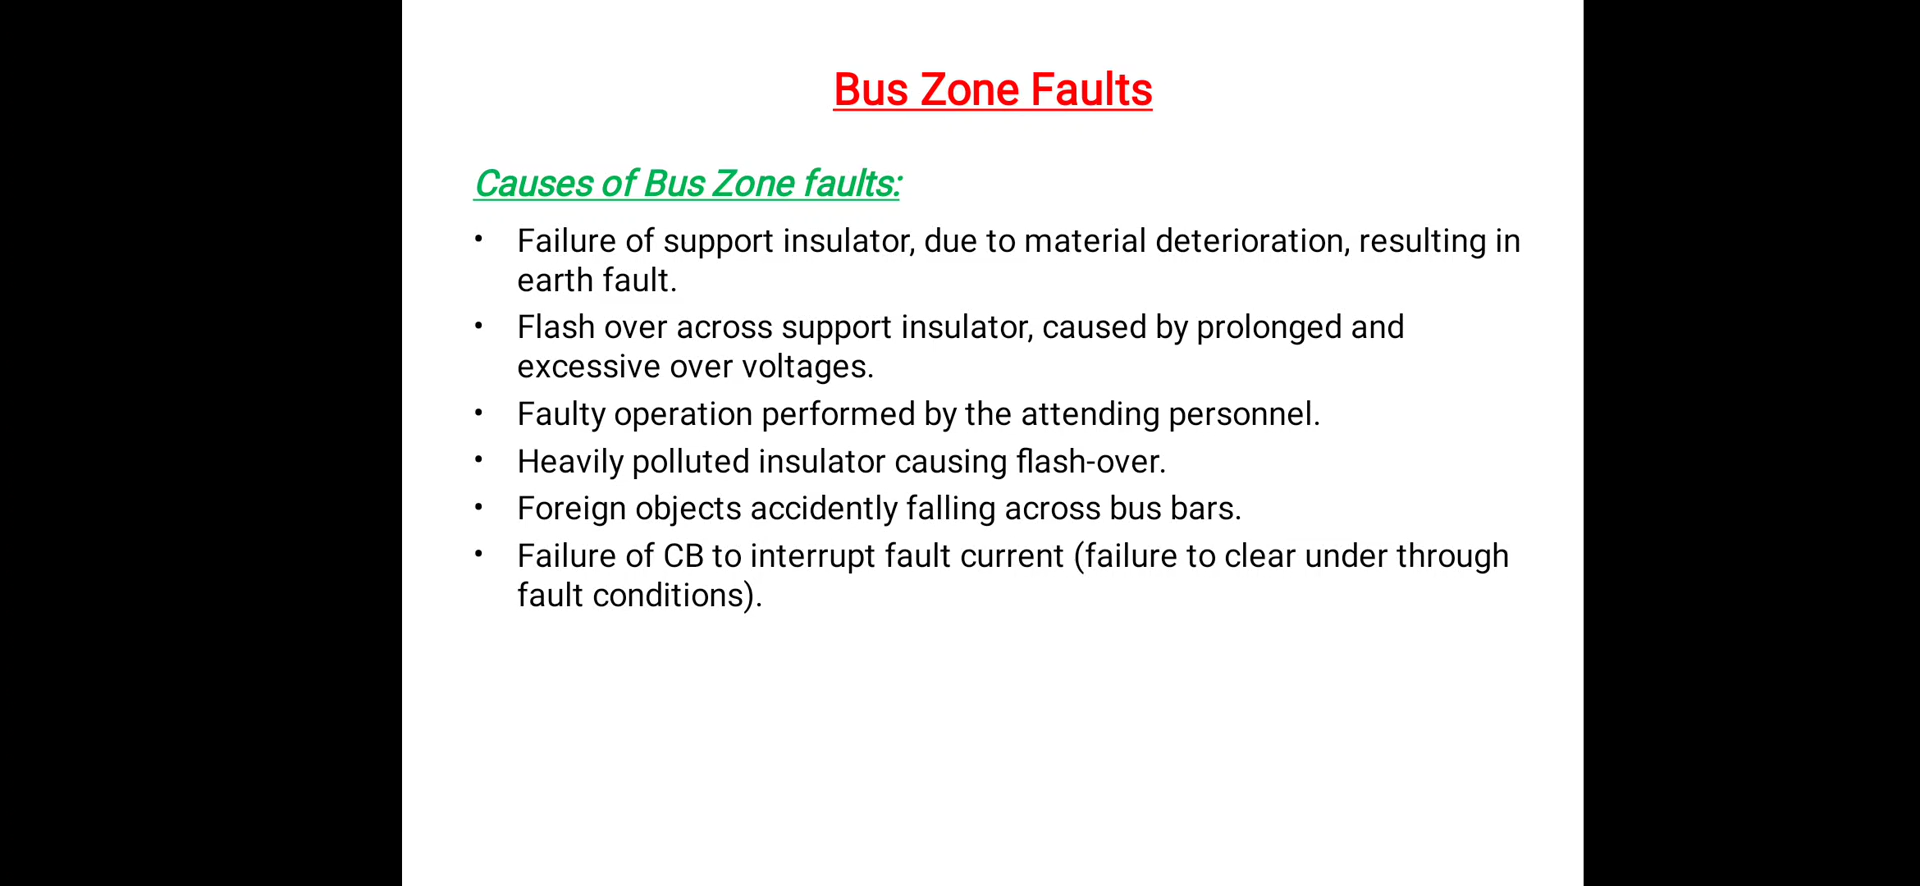 Bus Zone Faults
Causes of Bus Zone faults:
• Failure of support insulator, due to material deterioration, resulting in
earth fault.
• Flash over across support insulator, caused by prolonged and
excessive over voltages.
• Faulty operation performed by the attending personnel.
• Heavily polluted insulator causing flash-over.
• Foreign objects accidently falling across bus bars.
• Failure of CB to interrupt fault current (failure to clear under through
fault conditions).